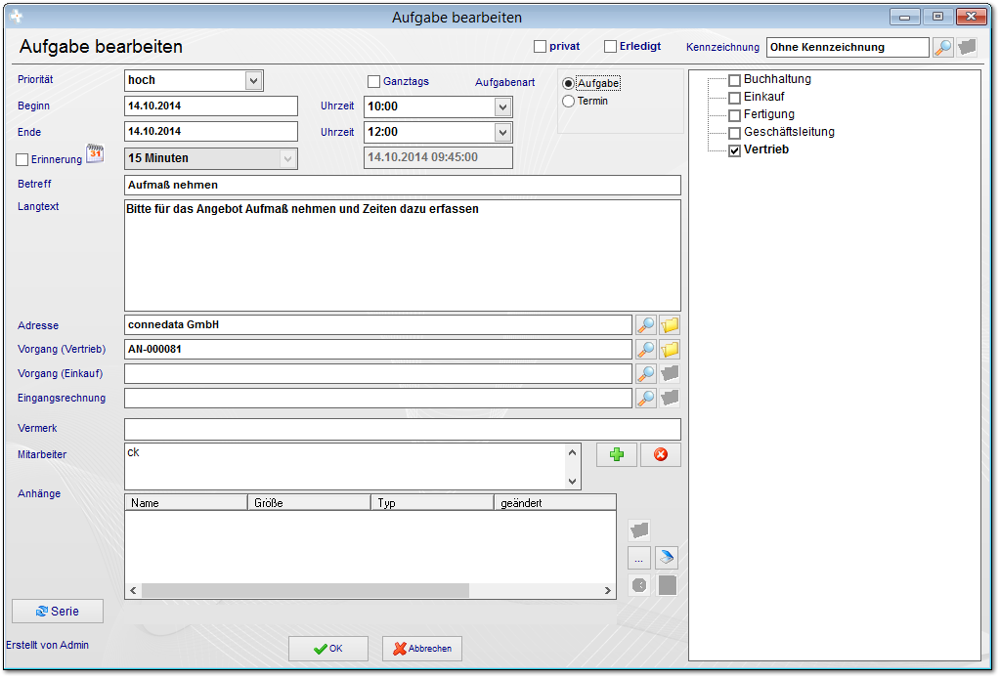 Aufgabe bearbeiten
Aufgabe bearbeiten
privat
Erledigt
Kennzeichnung
Ohne Kennzeichnung
Priorität
hoch
Ganztags
Aufgabenart
Aufgabe
Termin
Beginn
14.10.2014
Uhrzeit
10:00
Ende
14.10.2014
Uhrzeit
12:00
Erinnerung
31
15 Minuten
14.10.2014 09:45:00
Betreff
Aufmaß nehmen
Langtext
Bitte für das Angebot Aufmaß nehmen und Zeiten dazu erfassen
Adresse
connedata GmbH
Vorgang (Vertrieb)
AN-000081
Vorgang (Einkauf)
Eingangsrechnung
Vermerk
Mitarbeiter
ck
Anhänge
Name
Größe
Typ
geändert
...
Serie
Erstellt von Admin
OK
Abbrechen
Buchhaltung
Einkauf
Fertigung
Geschäftsleitung
Vertrieb